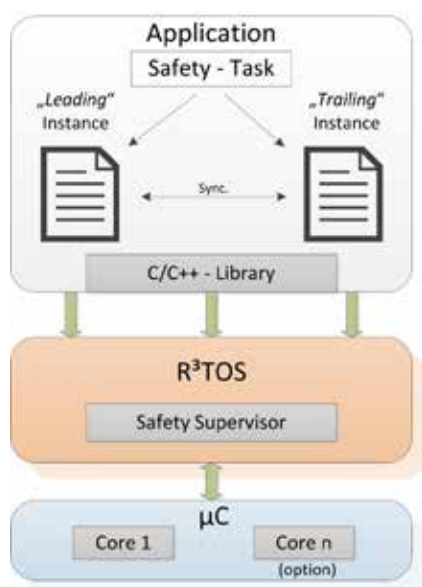 Application
Safety - Task
„Leading“ „Trailing“
Instance Instance
Sync.
C/C++ - Library
R³TOS
Safety Supervisor
µC
Core 1 Core n
(option)